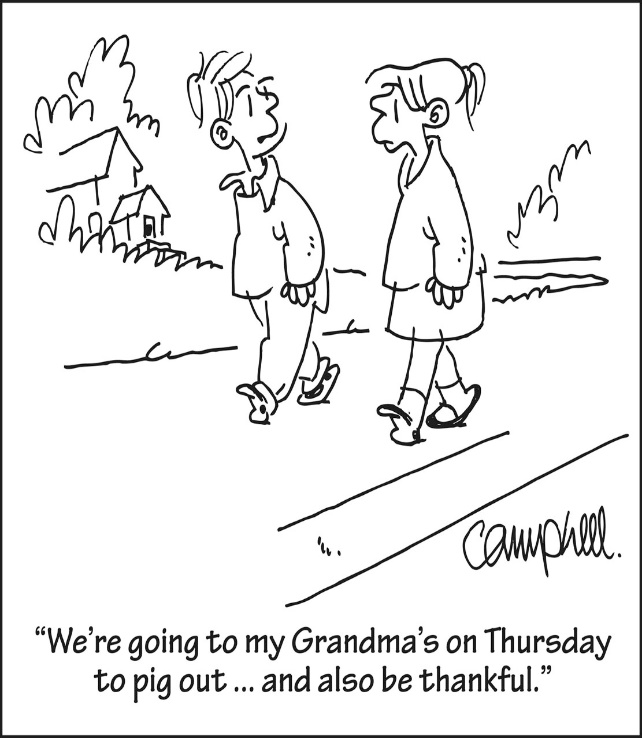 Campbell.
“We’re going to my Grandma’s on Thursday
to pig out ... and also be thankful.”